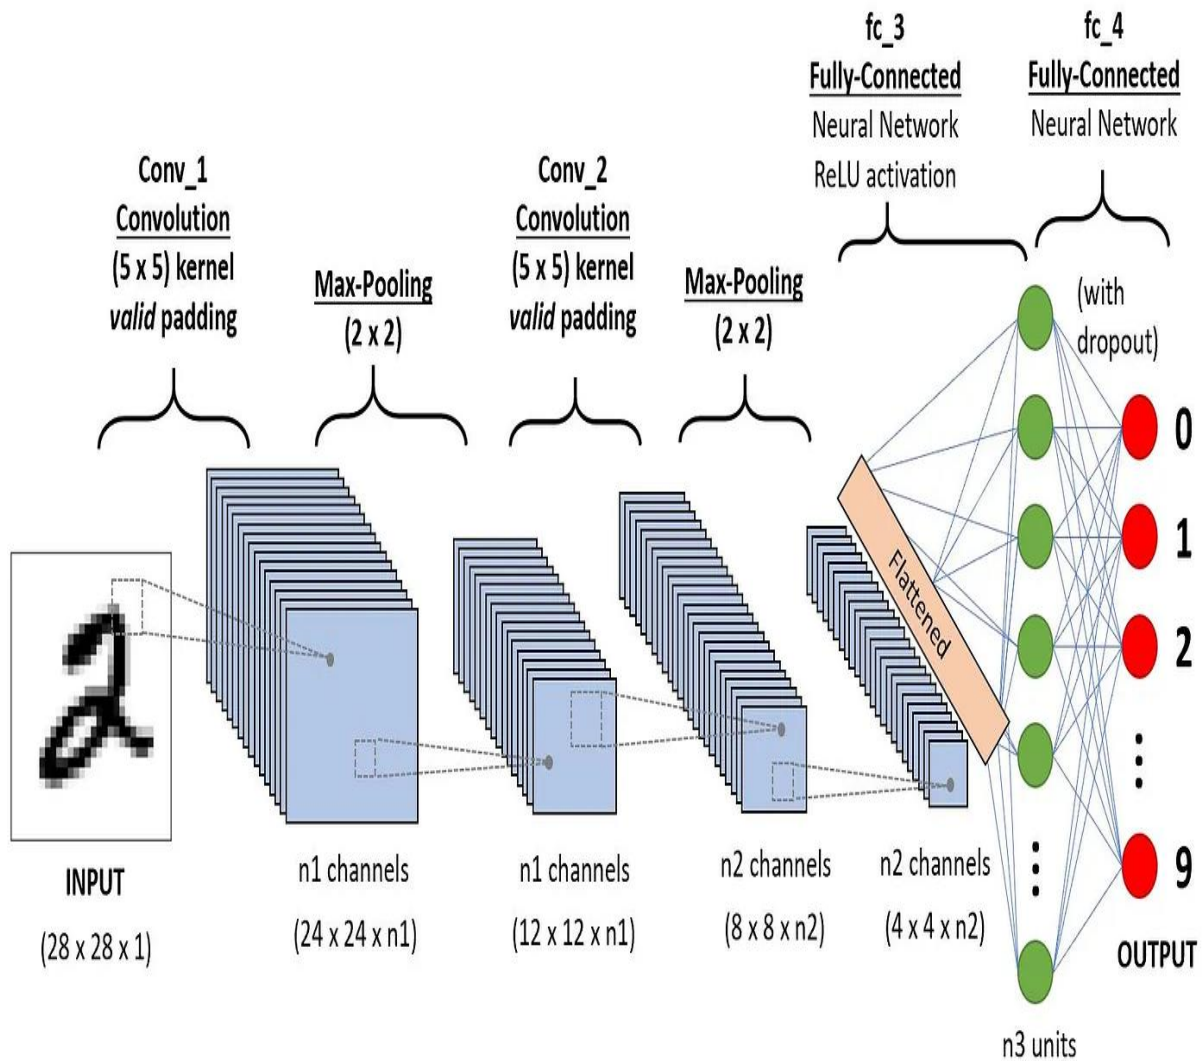 fc_3
Fully-Connected
Neural Network
ReLU activation
fc_4
Fully-Connected
Neural Network
Conv_1
Convolution
(5 x 5) kernel
valid padding
Max-Pooling
(2 x 2)
Conv_2
Convolution
(5 x 5) kernel
valid padding
Max-Pooling
(2 x 2)
(with
dropout)
Flattened
0
1
2
9
INPUT
(28 x 28 x 1)
n1 channels
(24 x 24 x n1)
n1 channels
(12 x 12 x n1)
n2 channels
(8 x 8 x n2)
n2 channels
(4 x 4 x n2)
OUTPUT
n3 units